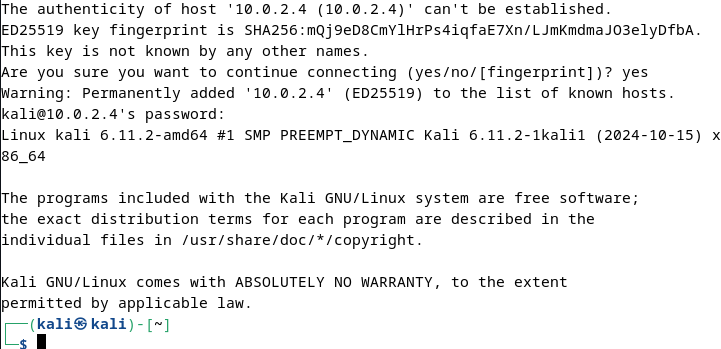 The authenticity of host '10.0.2.4 (10.0.2.4)' can't be established.
ED25519 key fingerprint is SHA256:mQj9eD8CmYlHrPs4iqfaE7Xn/LJmKmdmaJO3elyDfbA.
This key is not known by any other names.
Are you sure you want to continue connecting (yes/no/[fingerprint])? yes
Warning: Permanently added '10.0.2.4' (ED25519) to the list of known hosts.
kali@10.0.2.4's password:
Linux kali 6.11.2-amd64 #1 SMP PREEMPT_DYNAMIC Kali 6.11.2-1kali1 (2024-10-15) x
86_64

The programs included with the Kali GNU/Linux system are free software;
the exact distribution terms for each program are described in the
individual files in /usr/share/doc/*/copyright.

Kali GNU/Linux comes with ABSOLUTELY NO WARRANTY, to the extent
permitted by applicable law.
┌──(kali㉿kali)-[~]
└─$